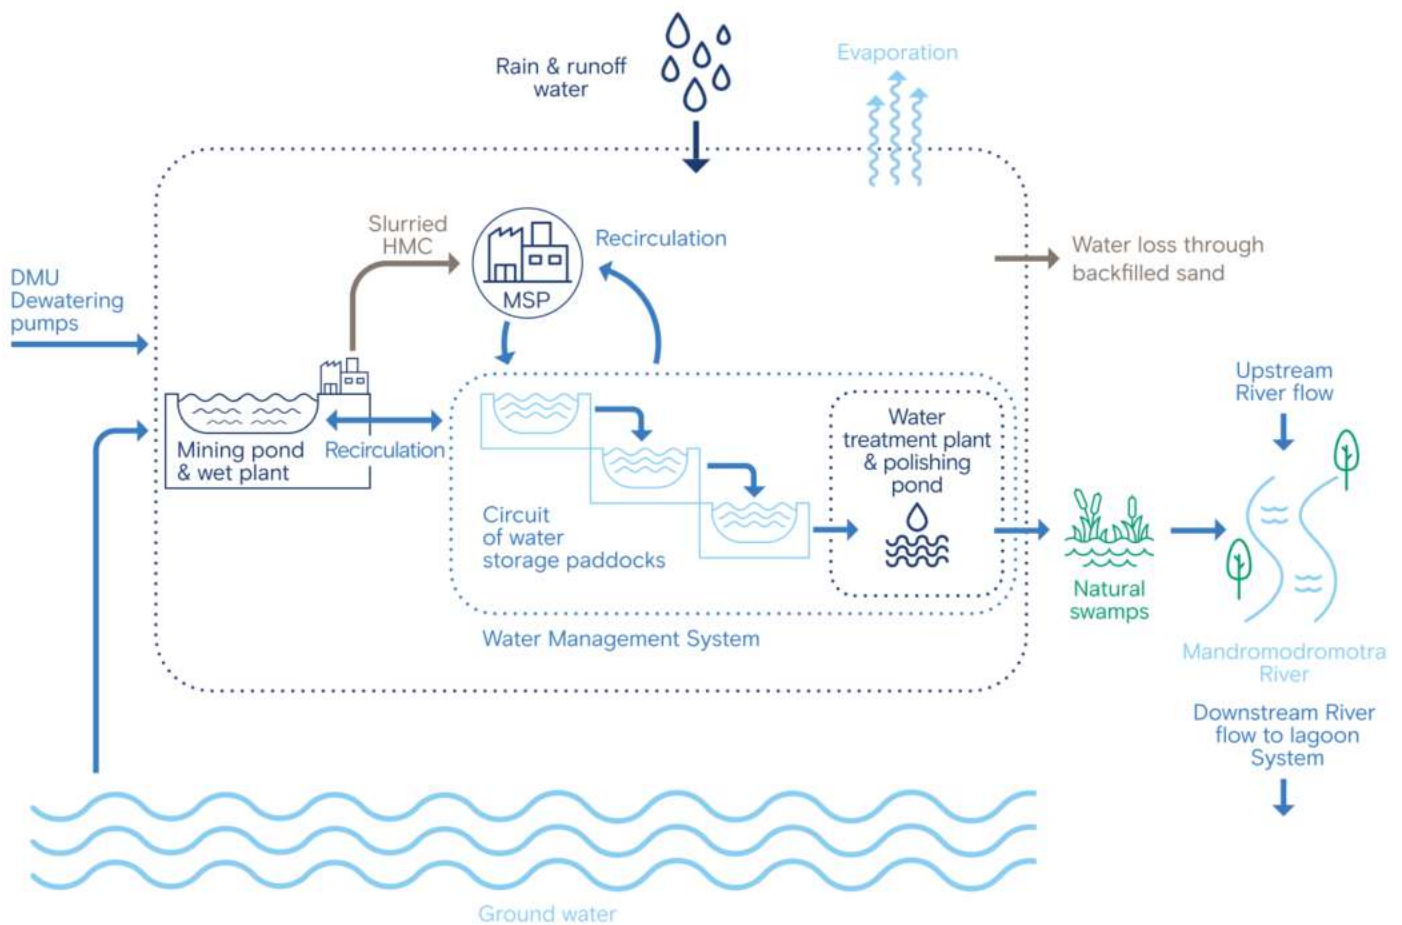 Rain & runoff
water
Evaporation
Slurried
HMC
MSP
Recirculation
Water loss through
backfilled sand
DMU
Dewatering
pumps
Mining pond
& wet plant
Recirculation
Circuit
of water
storage paddocks
Water
treatment plant
& polishing
pond
Water Management System
Natural
swamps
Upstream
River flow
Mandromodromotra
River
Downstream River
flow to lagoon
System
Ground water